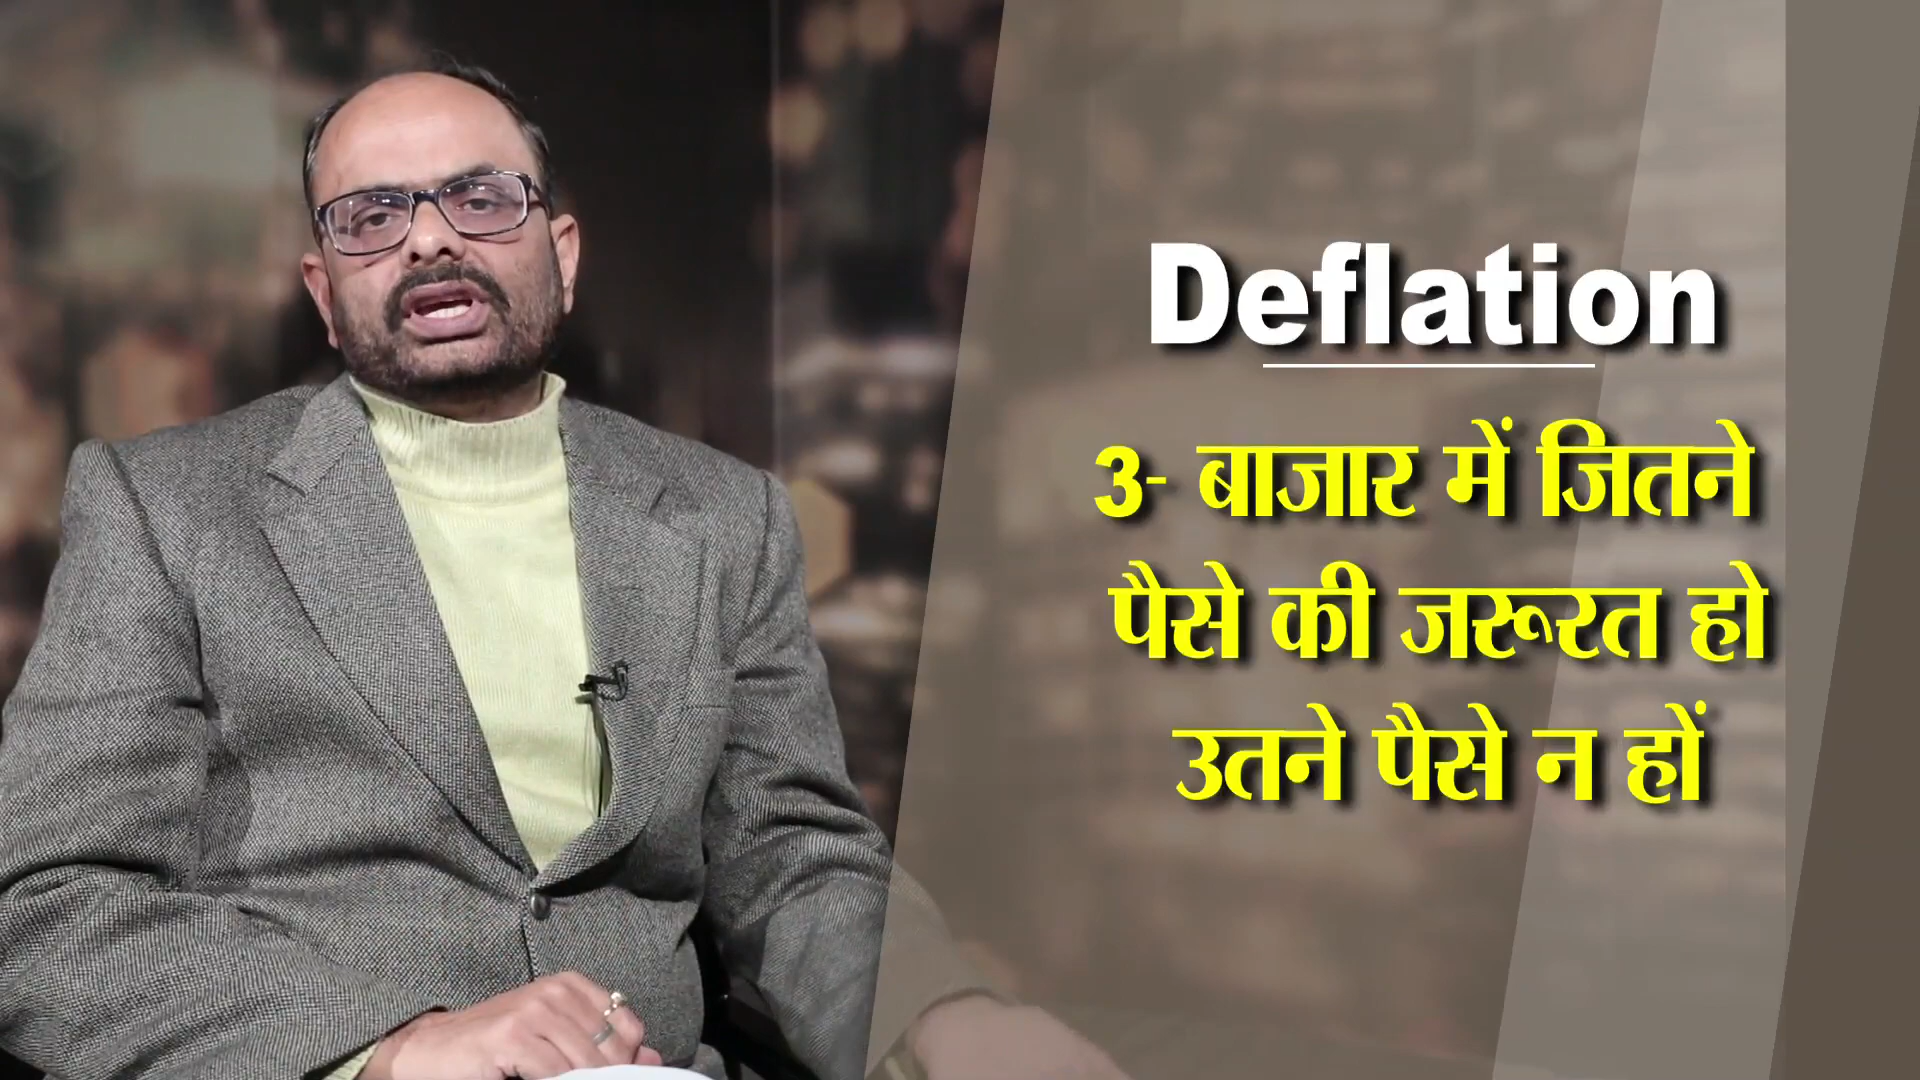 Deflation
3- बाजार में जितने
पैसे की जरूरत हो
उतने पैसे न हों